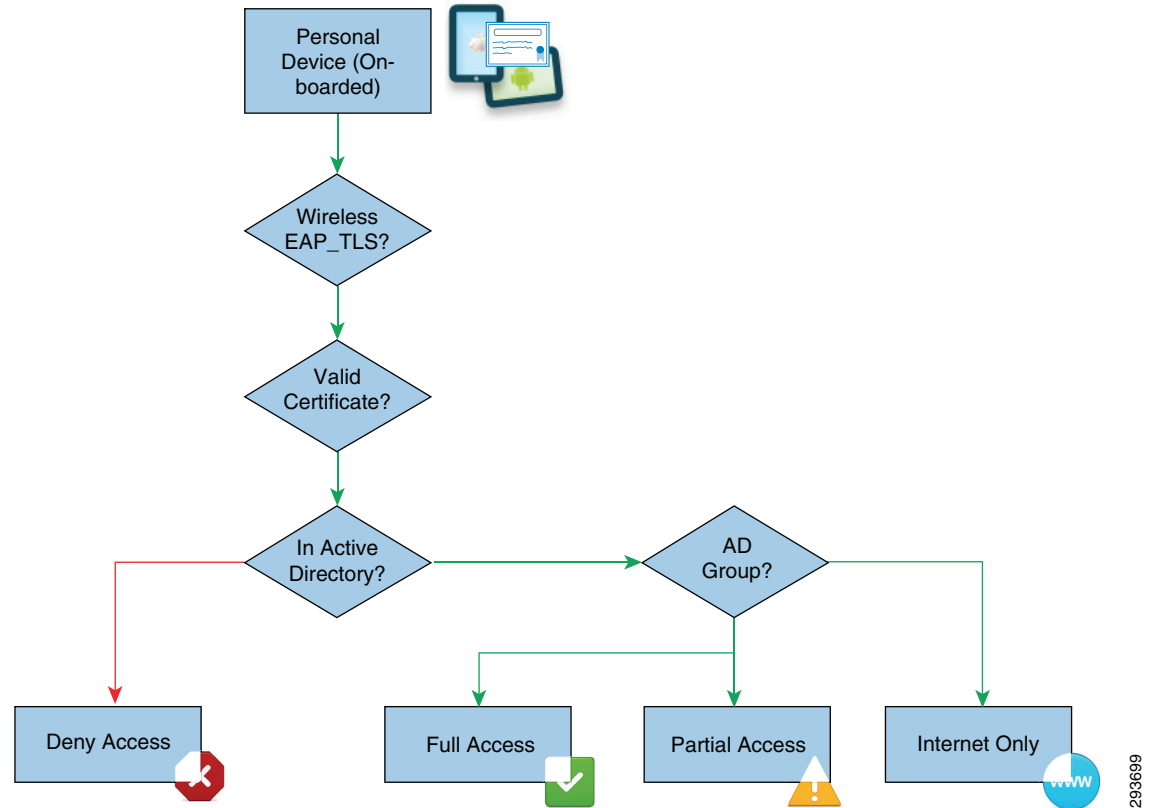 Personal
Device (On-
boarded)
Wireless
EAP_TLS?
Valid
Certificate?
In Active
Directory?
AD
Group?
Deny Access
Full Access
Partial Access
Internet Only
www
293699